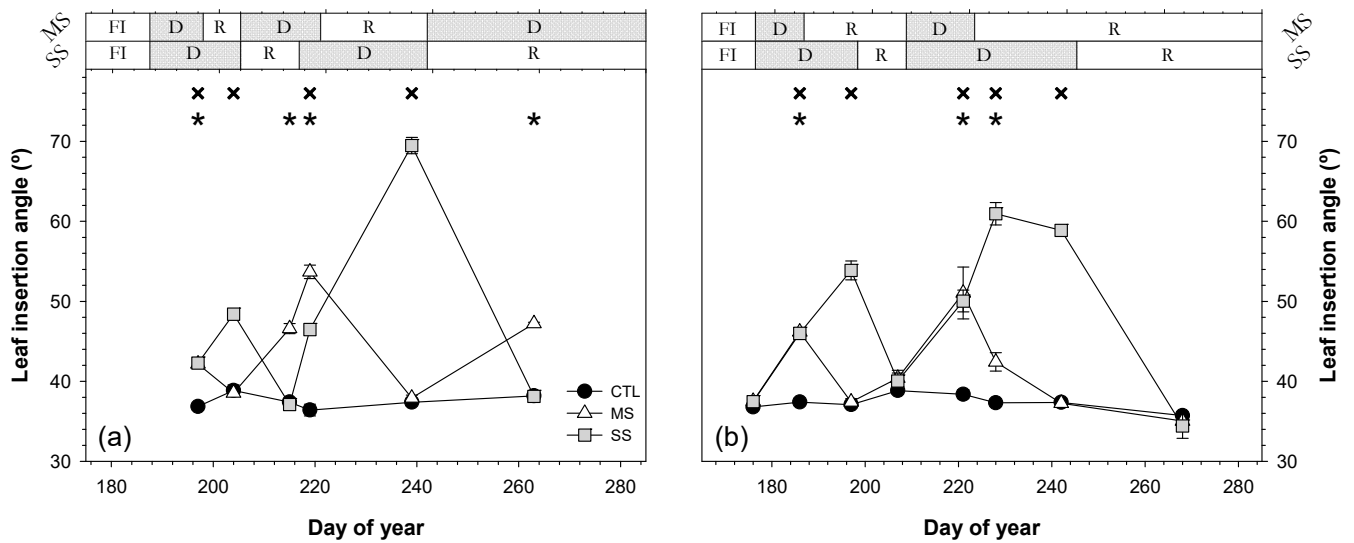 MS FI D R D R D
SS FI D R D R
MS FI D R D R
SS FI D R D R
× × × ×
* * * *
× × × × ×
* * *
Leaf insertion angle (º)
70
60
50
40
30
CTL
MS
SS
(a)
180 200 220 240 260 280
Day of year
(b)
70
60
50
40
30
Leaf insertion angle (º)
180 200 220 240 260 280
Day of year